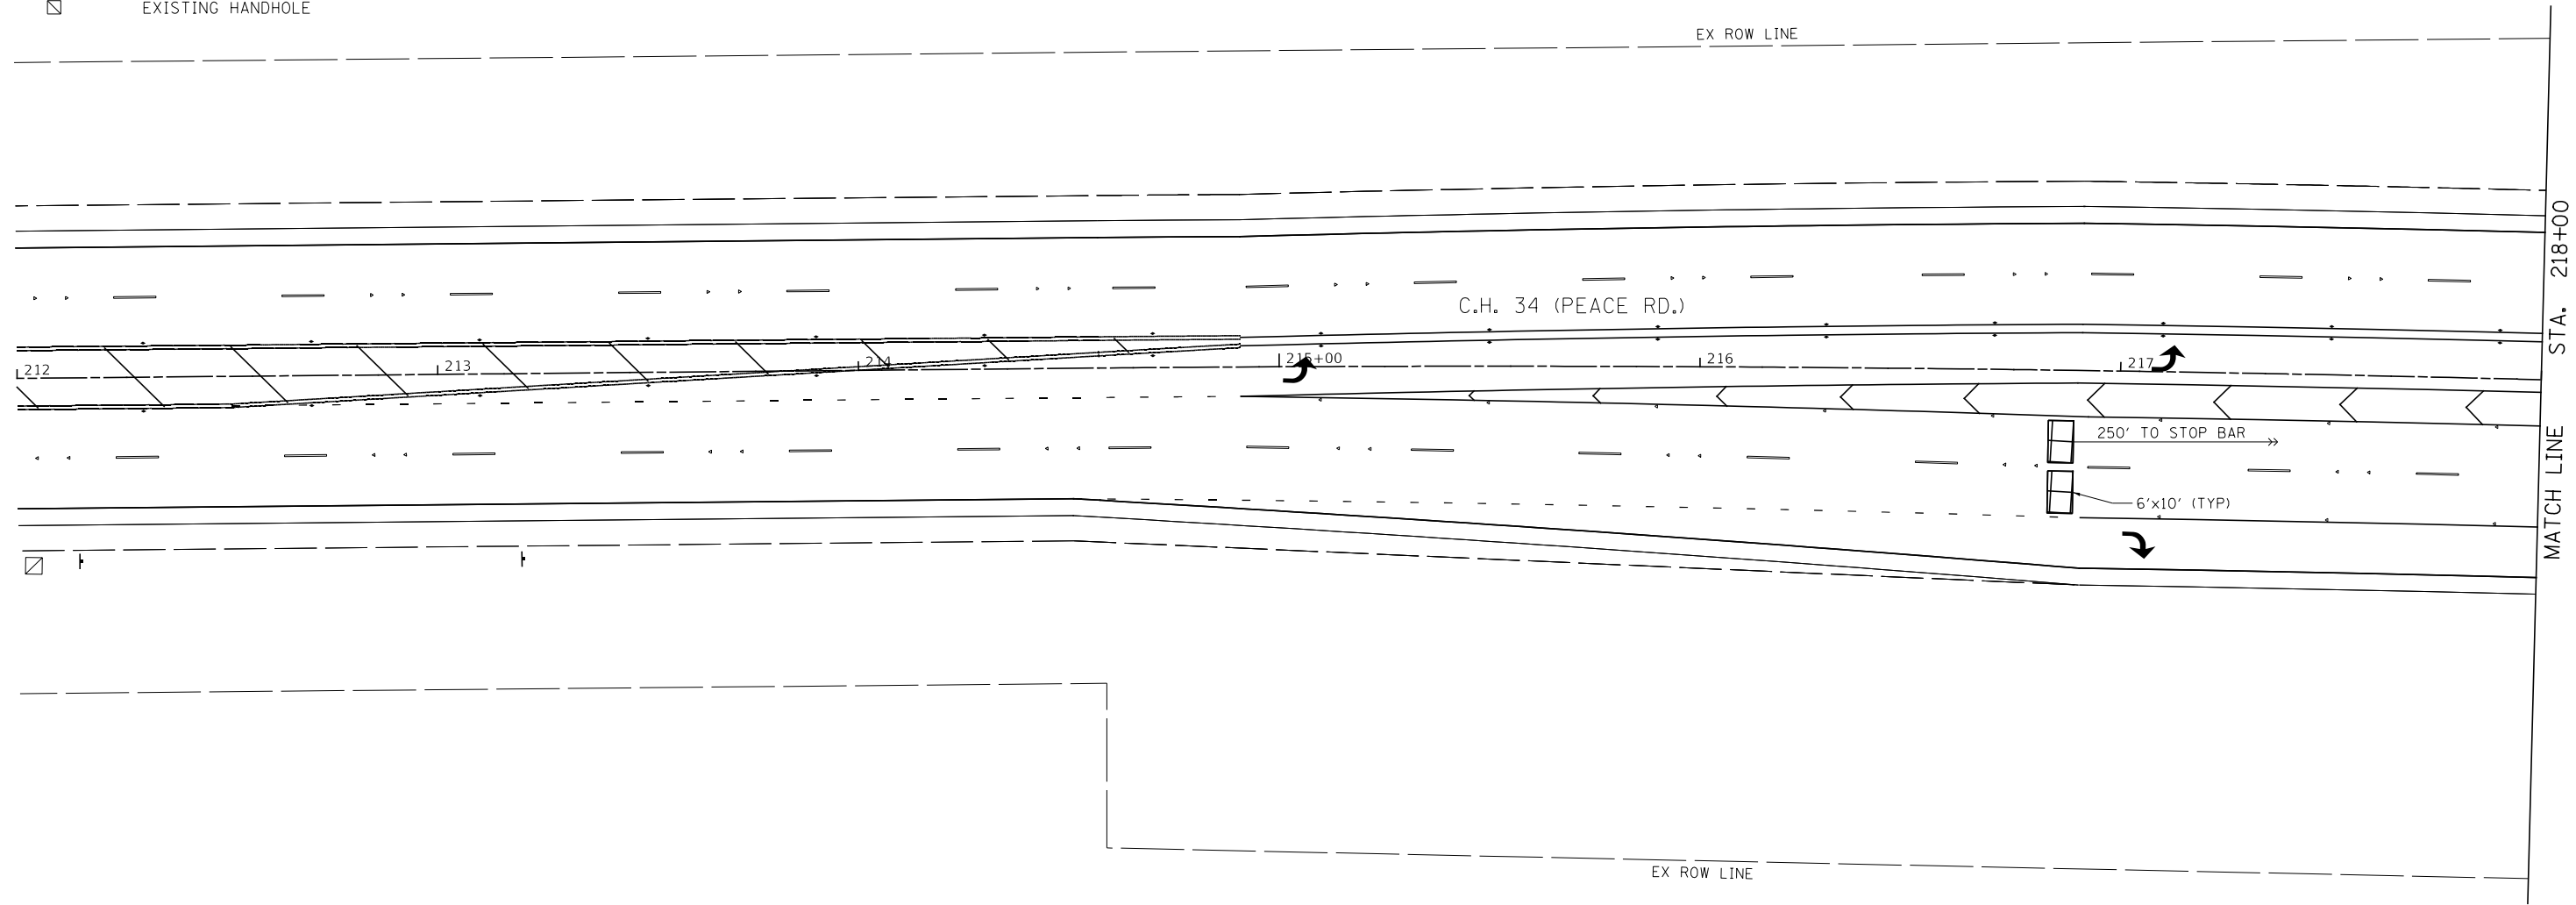 EXISTING HANDHOLE
EX ROW LINE
C.H. 34 (PEACE RD.)
212
213
214
215+00
216
217
250' TO STOP BAR
6'x10' (TYP)
EX ROW LINE
MATCH LINE STA. 218+00